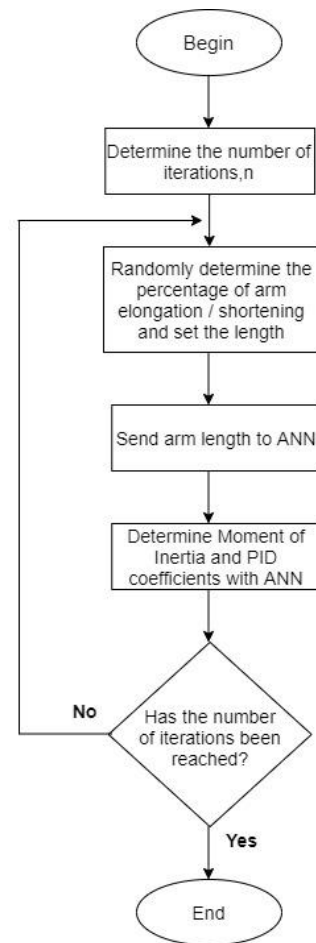 Begin
Determine the number of
iterations,n
Randomly determine the
percentage of arm
elongation / shortening
and set the length
Send arm length to ANN
Determine Moment of
Inertia and PID
coefficients with ANN
No
Has the number
of iterations been
reached?
Yes
End